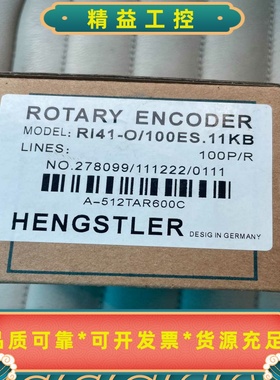 精益工控
ROTARY ENCODER
MODEL: RI41-O/100ES.11KB
LINES: 100P/R
NO.278099/111222/0111
A-512TAR600C
HENGSTLER DESIG IN GERMANY
品质可靠*可开发票*货源充足